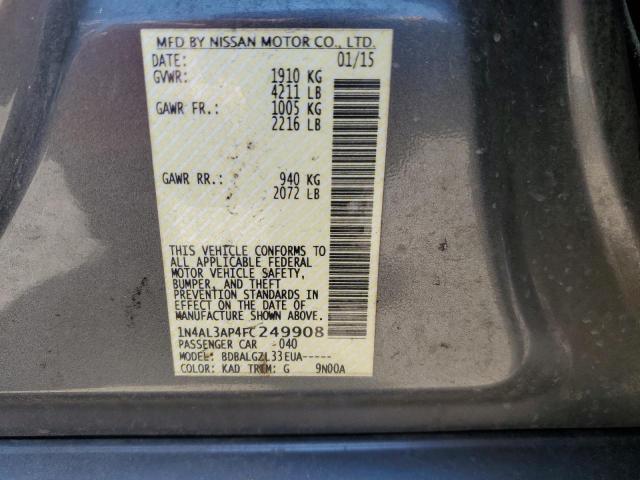 MFD BY NISSAN MOTOR CO., LTD.
DATE: 01/15
GVWR: 1910 KG
4211 LB
GAWR FR.: 1005 KG
2216 LB
GAWR RR.: 940 KG
2072 LB
THIS VEHICLE CONFORMS TO
ALL APPLICABLE FEDERAL
MOTOR VEHICLE SAFETY,
BUMPER, AND THEFT
PREVENTION STANDARDS IN
EFFECT ON THE DATE OF
MANUFACTURE SHOWN ABOVE.
1N4AL3AP4FC249908
PASSENGER CAR -040
MODEL: BDBALGZL33EUA-----
COLOR: KAD TRIM: G 9N00A